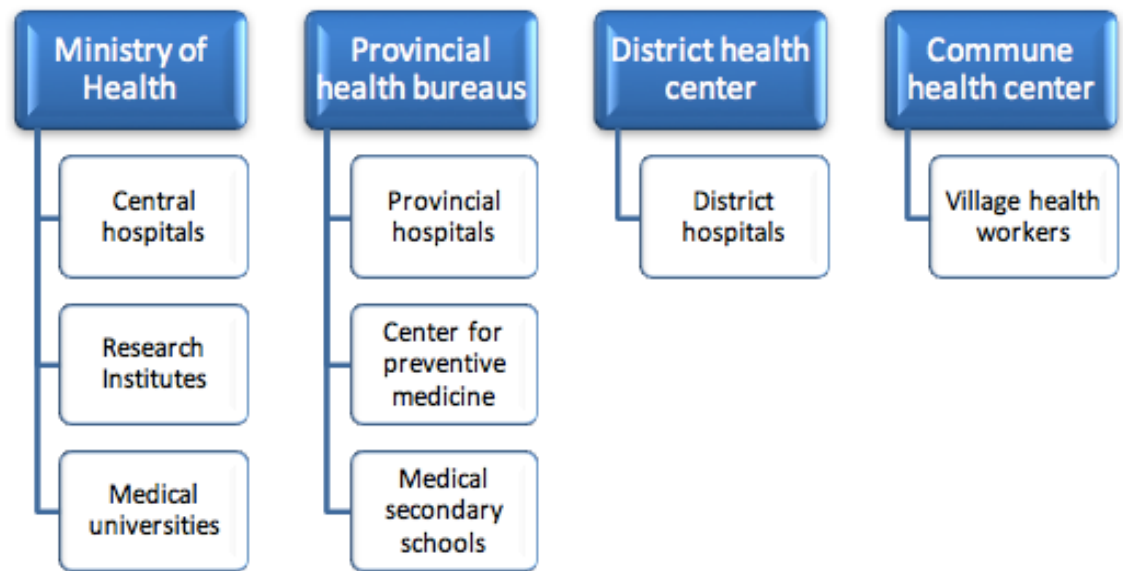 Ministry of
Health
Central
hospitals
Research
Institutes
Medical
universities
Provincial
health bureaus
Provincial
hospitals
Center for
preventive
medicine
Medical
secondary
schools
District health
center
District
hospitals
Commune
health center
Village health
workers